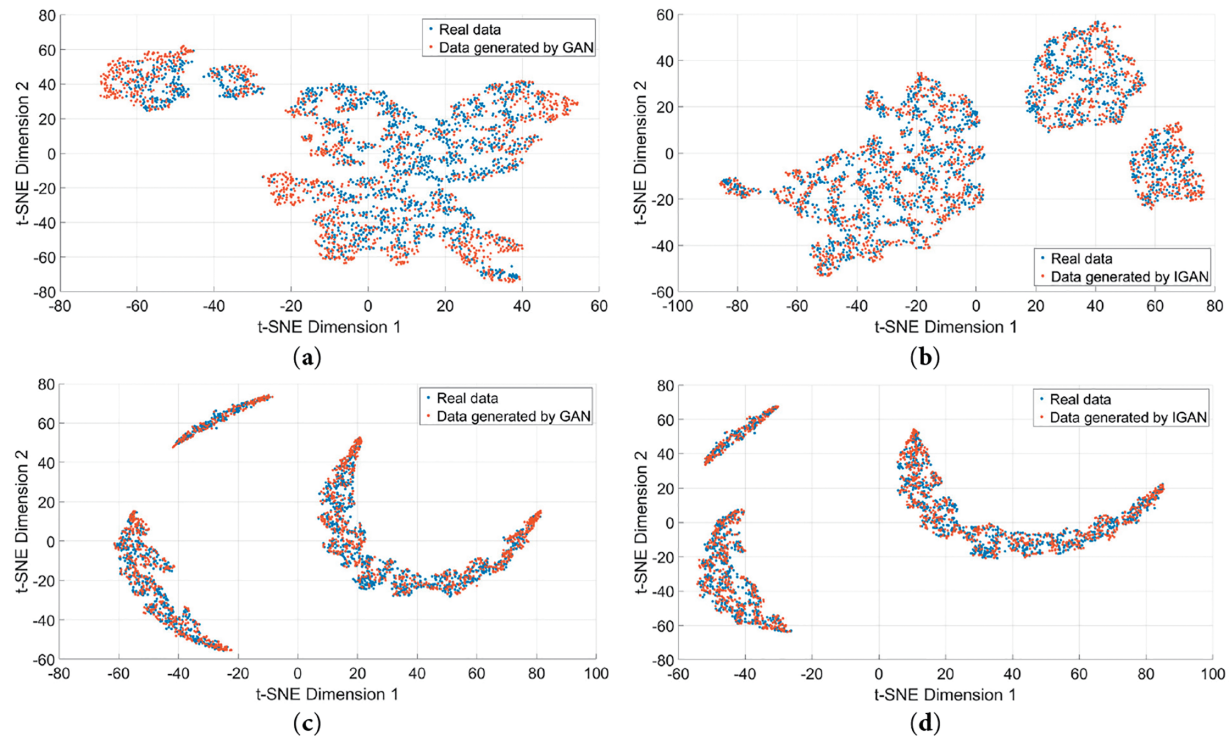 80
60
40
20
0
-20
-40
-60
-80
t-SNE Dimension 2
Real data
Data generated by GAN
-80 -60 -40 -20 0 20 40 60
t-SNE Dimension 1
(a)
60
40
20
0
-20
-40
-60
t-SNE Dimension 2
Real data
Data generated by IGAN
-100 -80 -60 -40 -20 0 20 40 60 80
t-SNE Dimension 1
(b)
80
60
40
20
0
-20
-40
-60
t-SNE Dimension 2
Real data
Data generated by GAN
-80 -60 -40 -20 0 20 40 60 80 100
t-SNE Dimension 1
(c)
80
60
40
20
0
-20
-40
-60
-80
t-SNE Dimension 2
Real data
Data generated by IGAN
-60 -40 -20 0 20 40 60 80 100
t-SNE Dimension 1
(d)